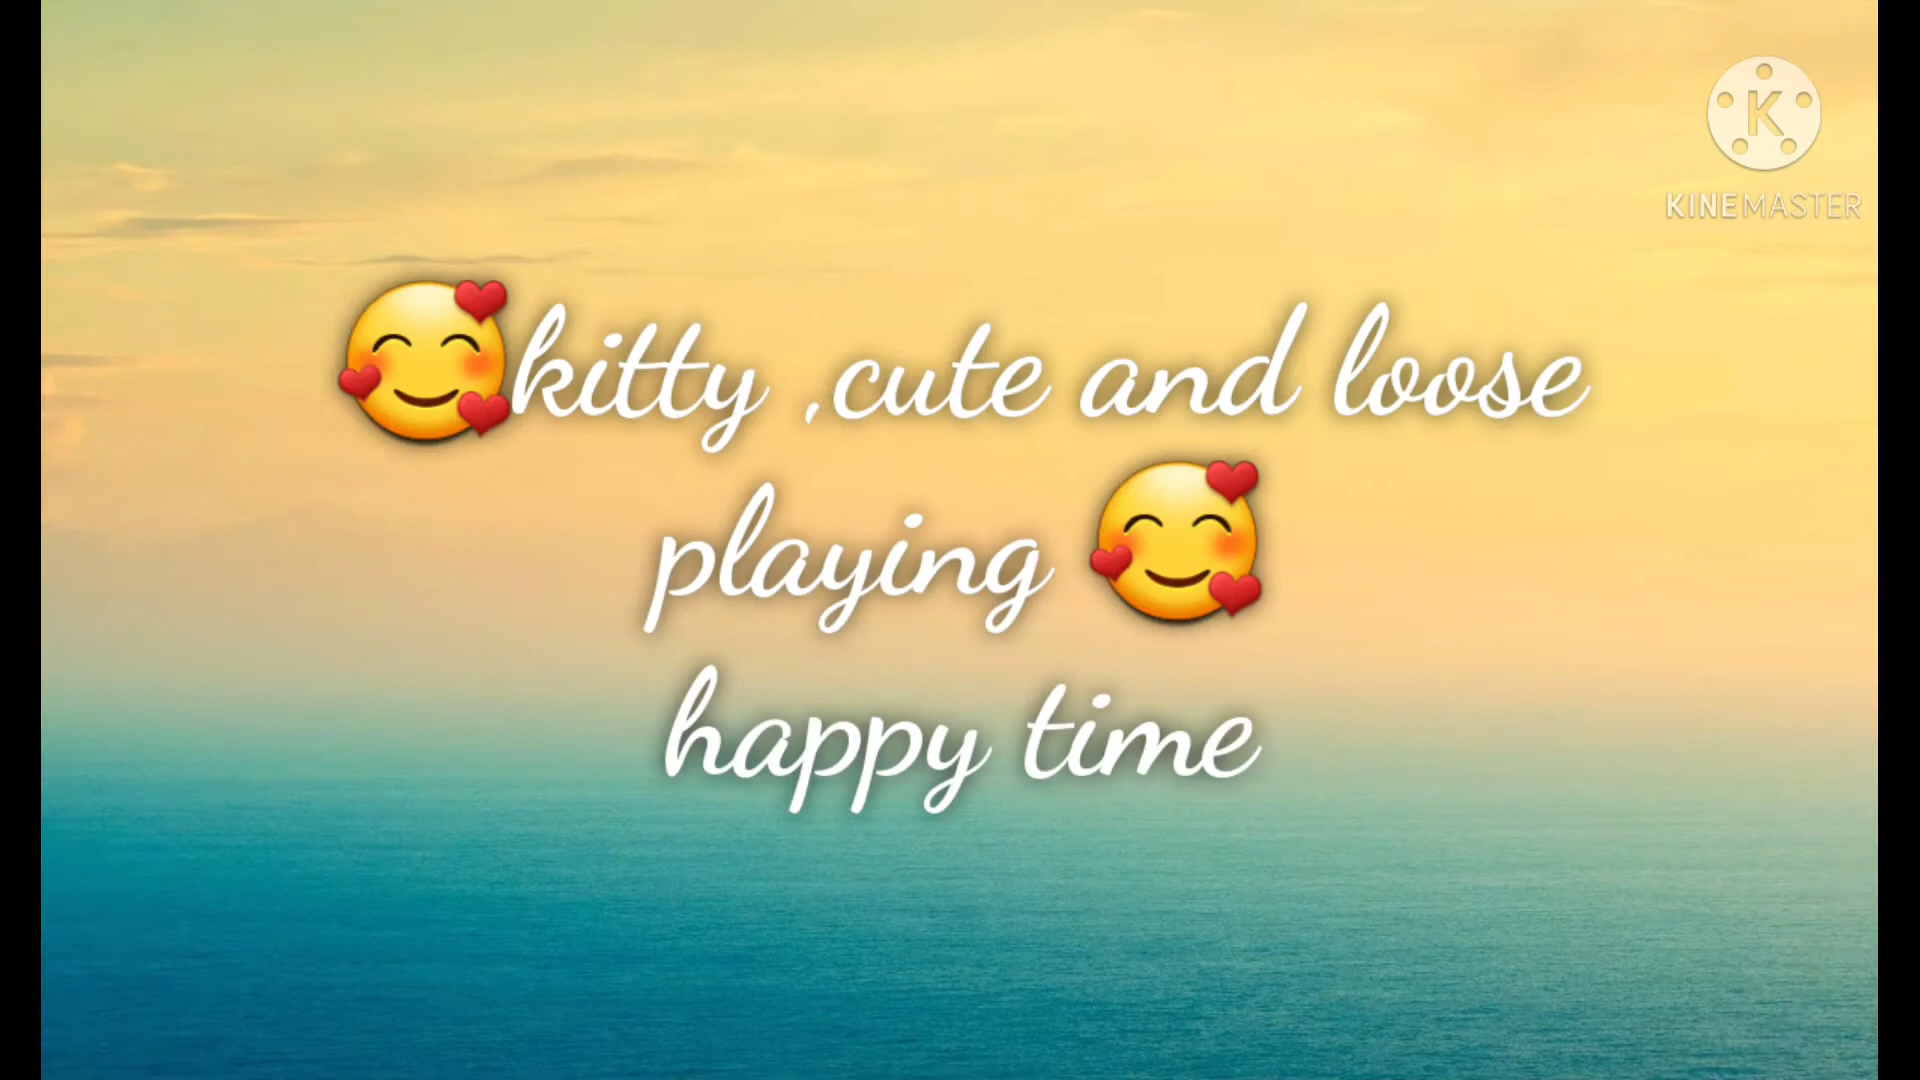 K
KINEMASTER
🥰kitty ,cute and loose
playing 🥰
happy time